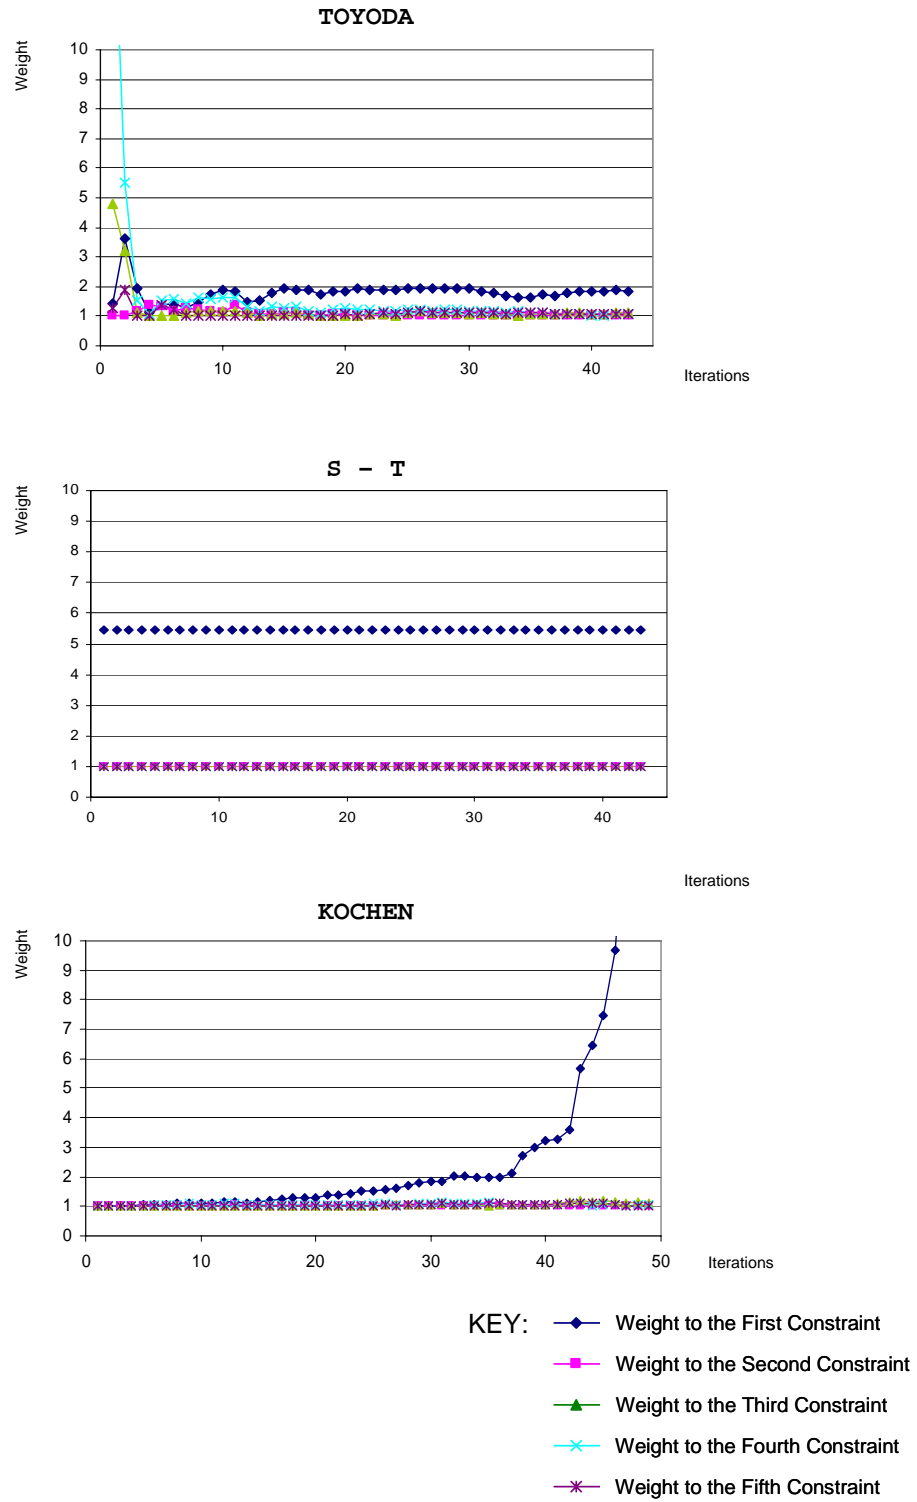 TOYODA
Weight
10
9
8
7
6
5
4
3
2
1
0
0 10 20 30 40
Iterations
S – T
Weight
10
9
8
7
6
5
4
3
2
1
0
0 10 20 30 40
Iterations
KOCHEN
Weight
10
9
8
7
6
5
4
3
2
1
0
0 10 20 30 40 50
Iterations
KEY:
Weight to the First Constraint
Weight to the Second Constraint
Weight to the Third Constraint
Weight to the Fourth Constraint
Weight to the Fifth Constraint